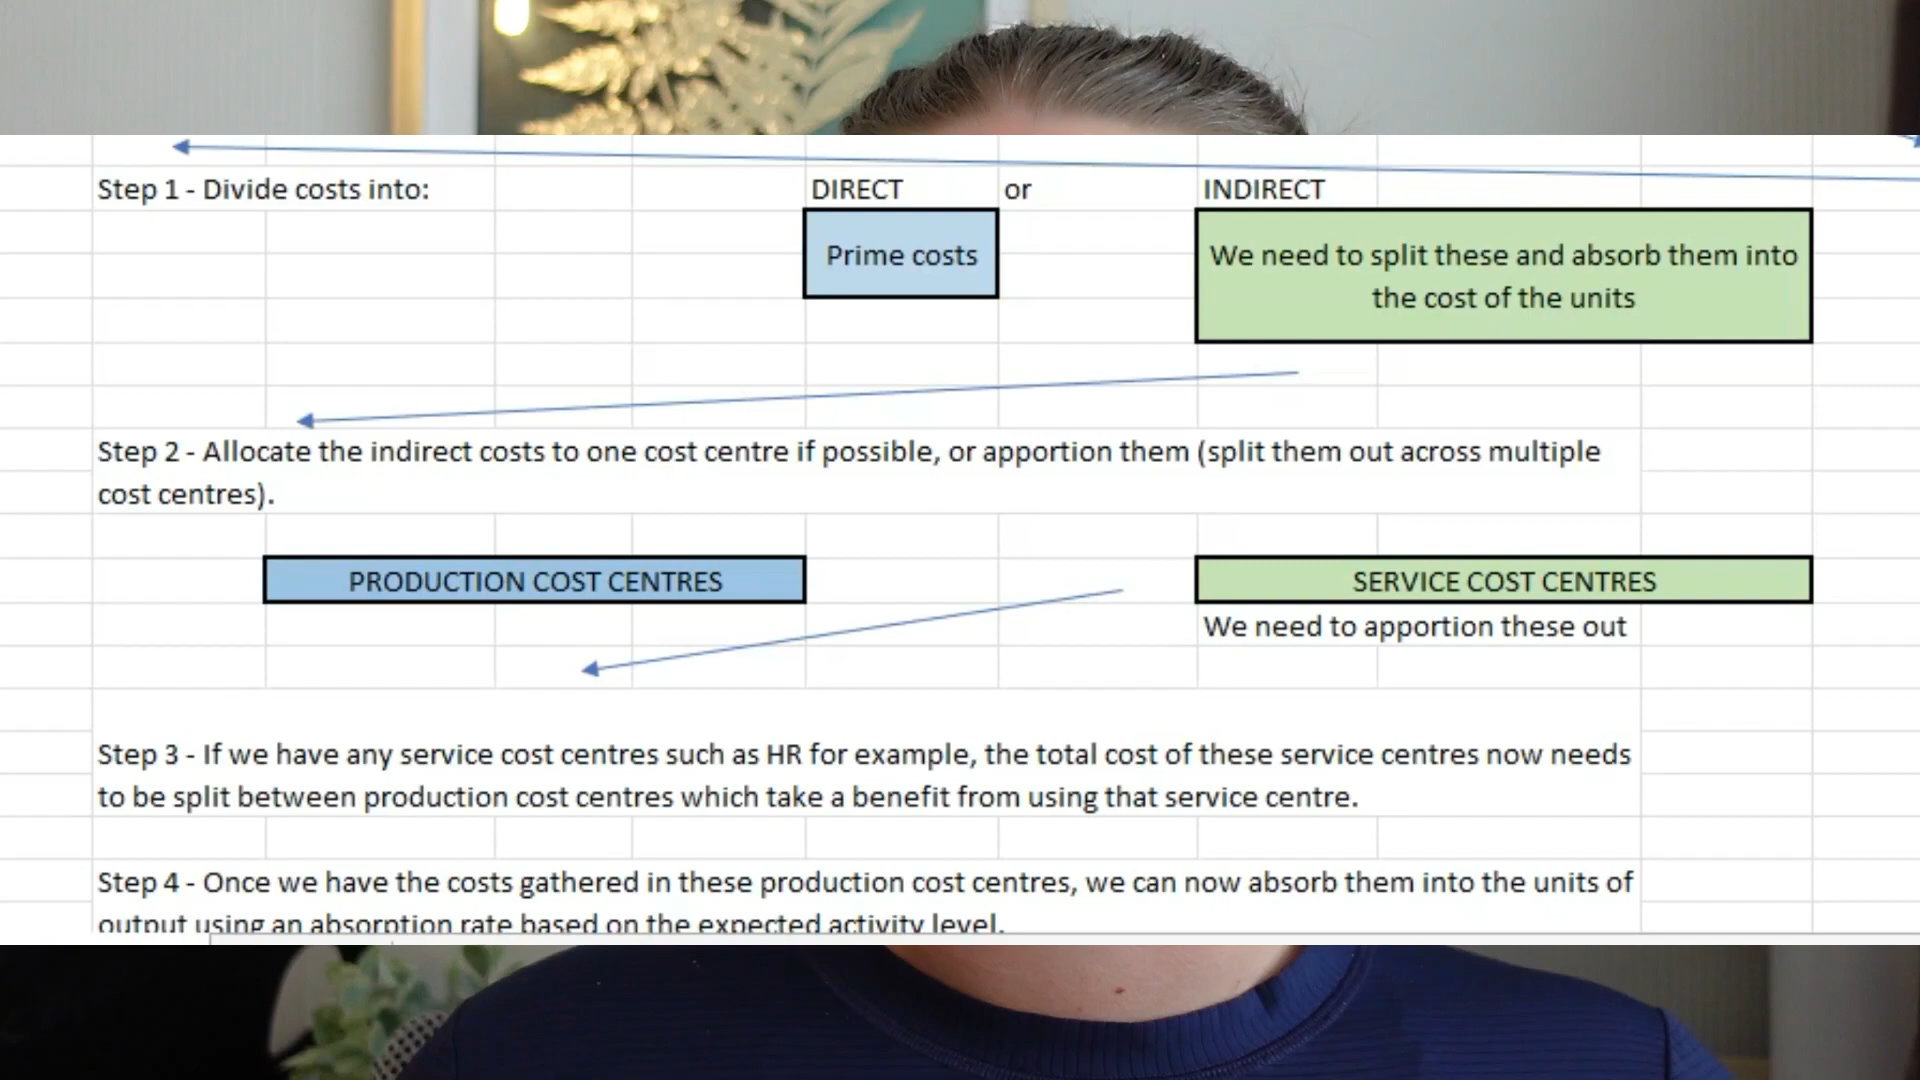 Step 1 - Divide costs into:
DIRECT or INDIRECT
Prime costs
We need to split these and absorb them into
the cost of the units
Step 2 - Allocate the indirect costs to one cost centre if possible, or apportion them (split them out across multiple
cost centres).
PRODUCTION COST CENTRES
SERVICE COST CENTRES
We need to apportion these out
Step 3 - If we have any service cost centres such as HR for example, the total cost of these service centres now needs
to be split between production cost centres which take a benefit from using that service centre.
Step 4 - Once we have the costs gathered in these production cost centres, we can now absorb them into the units of
output using an absorption rate based on the expected activity level.